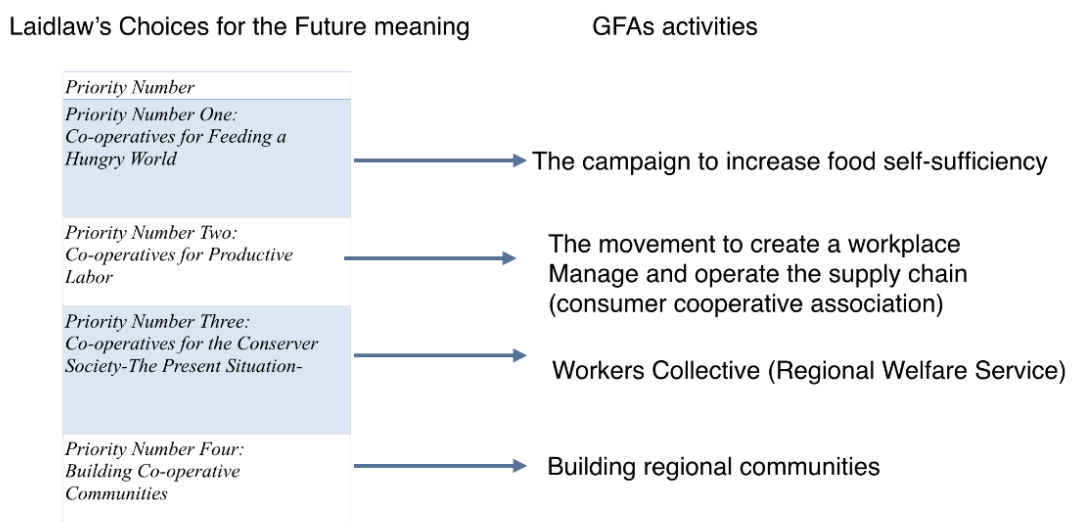 Laidlaw's Choices for the Future meaning
GFAs activities
Priority Number
Priority Number One:
Co-operatives for Feeding a
Hungry World
The campaign to increase food self-sufficiency
Priority Number Two:
Co-operatives for Productive
Labor
The movement to create a workplace
Manage and operate the supply chain
(consumer cooperative association)
Priority Number Three:
Co-operatives for the Conserver
Society-The Present Situation-
Workers Collective (Regional Welfare Service)
Priority Number Four:
Building Co-operative
Communities
Building regional communities